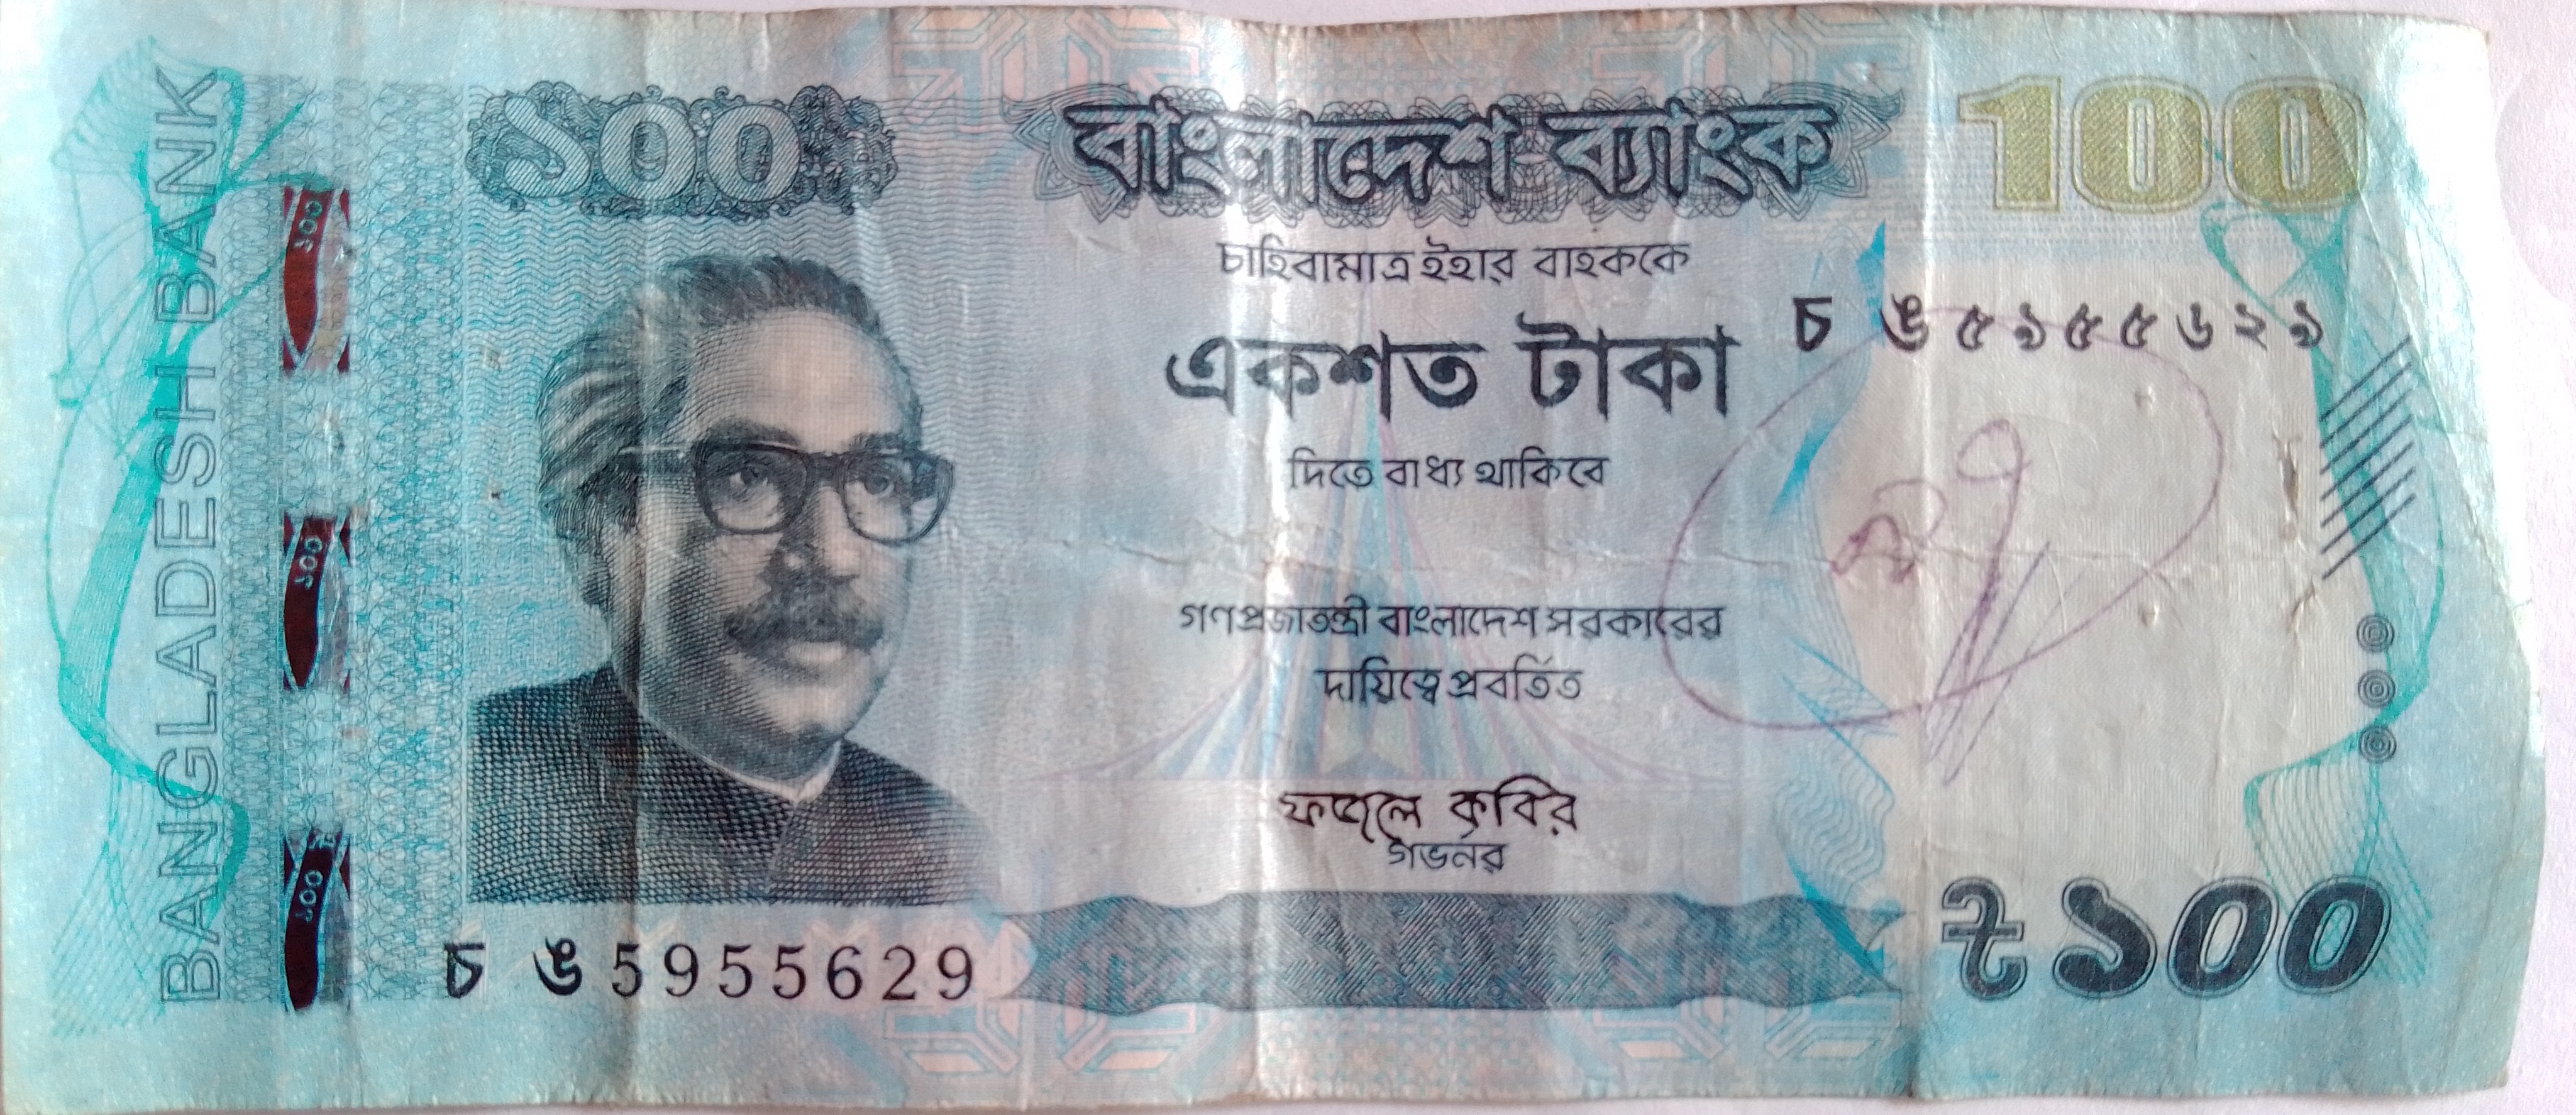 BANGLADESH BANK
১০০
১০০
১০০
১০০
বাংলাদেশ ব্যাংক
100
চাহিবামাত্র ইহার বাহককে
চ ঙ ৫৯৫৫৬২৯
একশত টাকা
দিতে বাধ্য থাকিবে
গণপ্রজাতন্ত্রী বাংলাদেশ সরকারের
দায়িত্বে প্রবর্তিত
ফজলে কবির
গভর্নর
চ ঙ 5955629
৳১০০